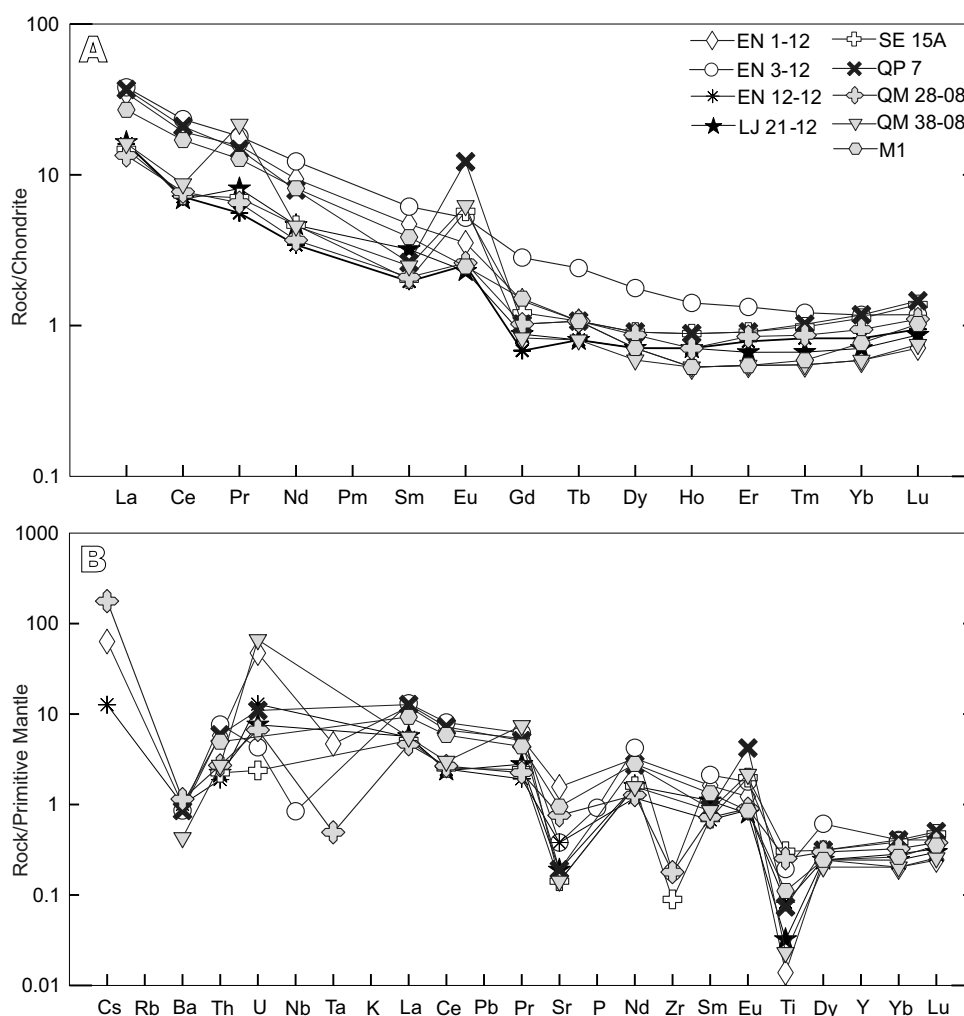 A
100
10
1
0.1
Rock/Chondrite
EN 1-12
EN 3-12
EN 12-12
LJ 21-12
SE 15A
QP 7
QM 28-08
QM 38-08
M1
La Ce Pr Nd Pm Sm Eu Gd Tb Dy Ho Er Tm Yb Lu
B
1000
100
10
1
0.1
0.01
Rock/Primitive Mantle
Cs Rb Ba Th U Nb Ta K La Ce Pb Pr Sr P Nd Zr Sm Eu Ti Dy Y Yb Lu